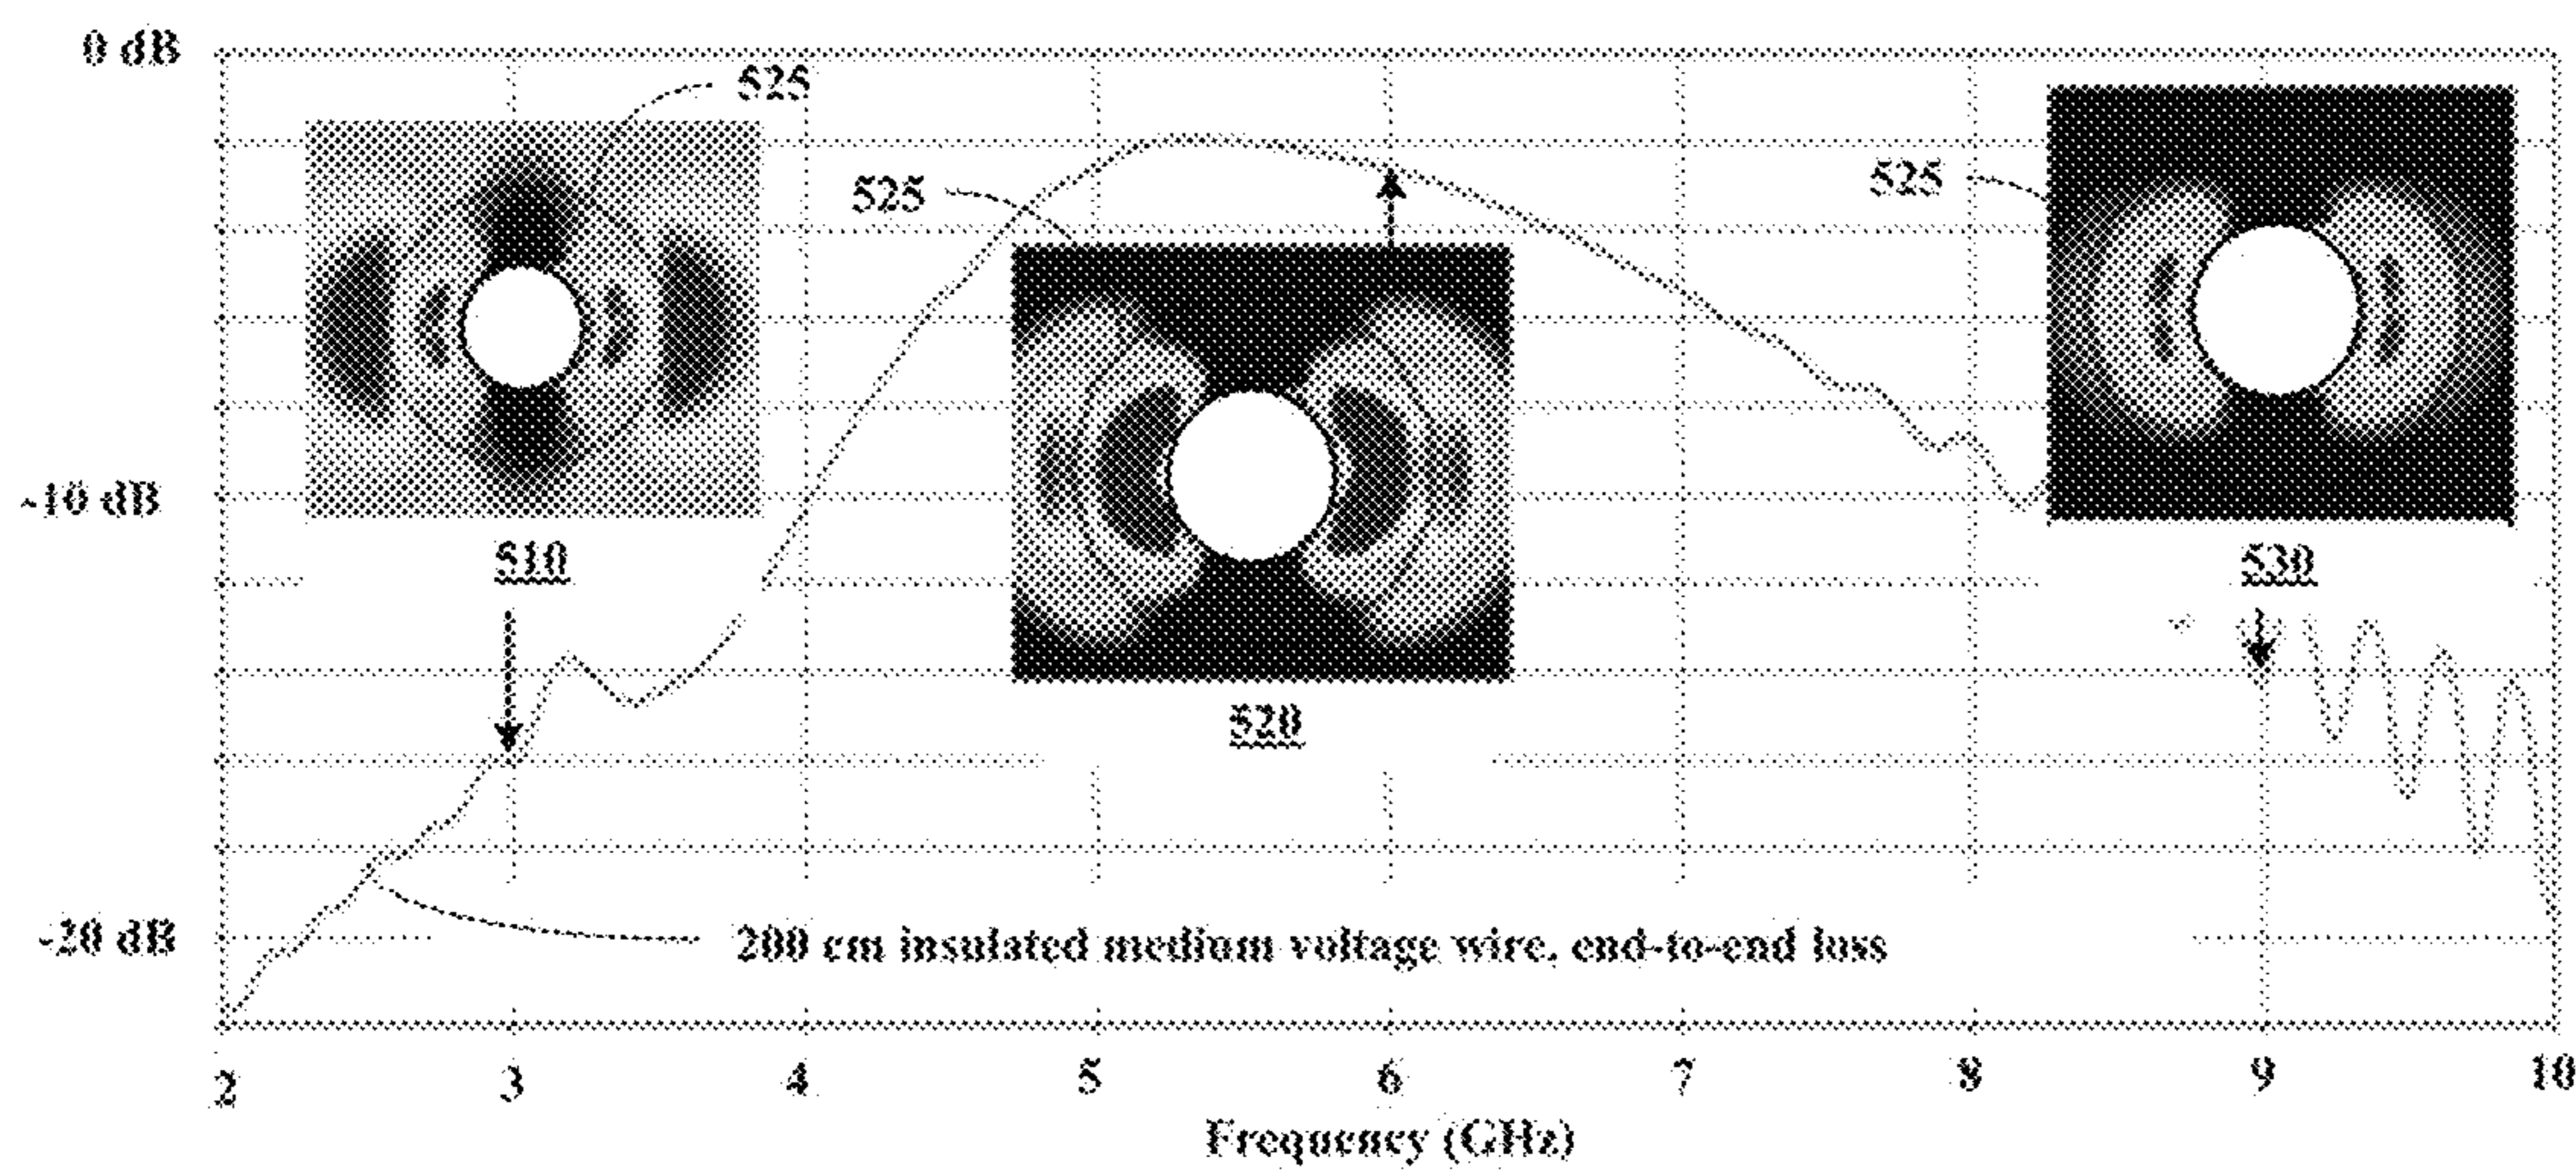 0 dB
525
525
525
-10 dB
510
530
520
-20 dB
200 cm insulated medium voltage wire, end-to-end loss
2 3 4 5 6 7 8 9 10
Frequency (GHz)